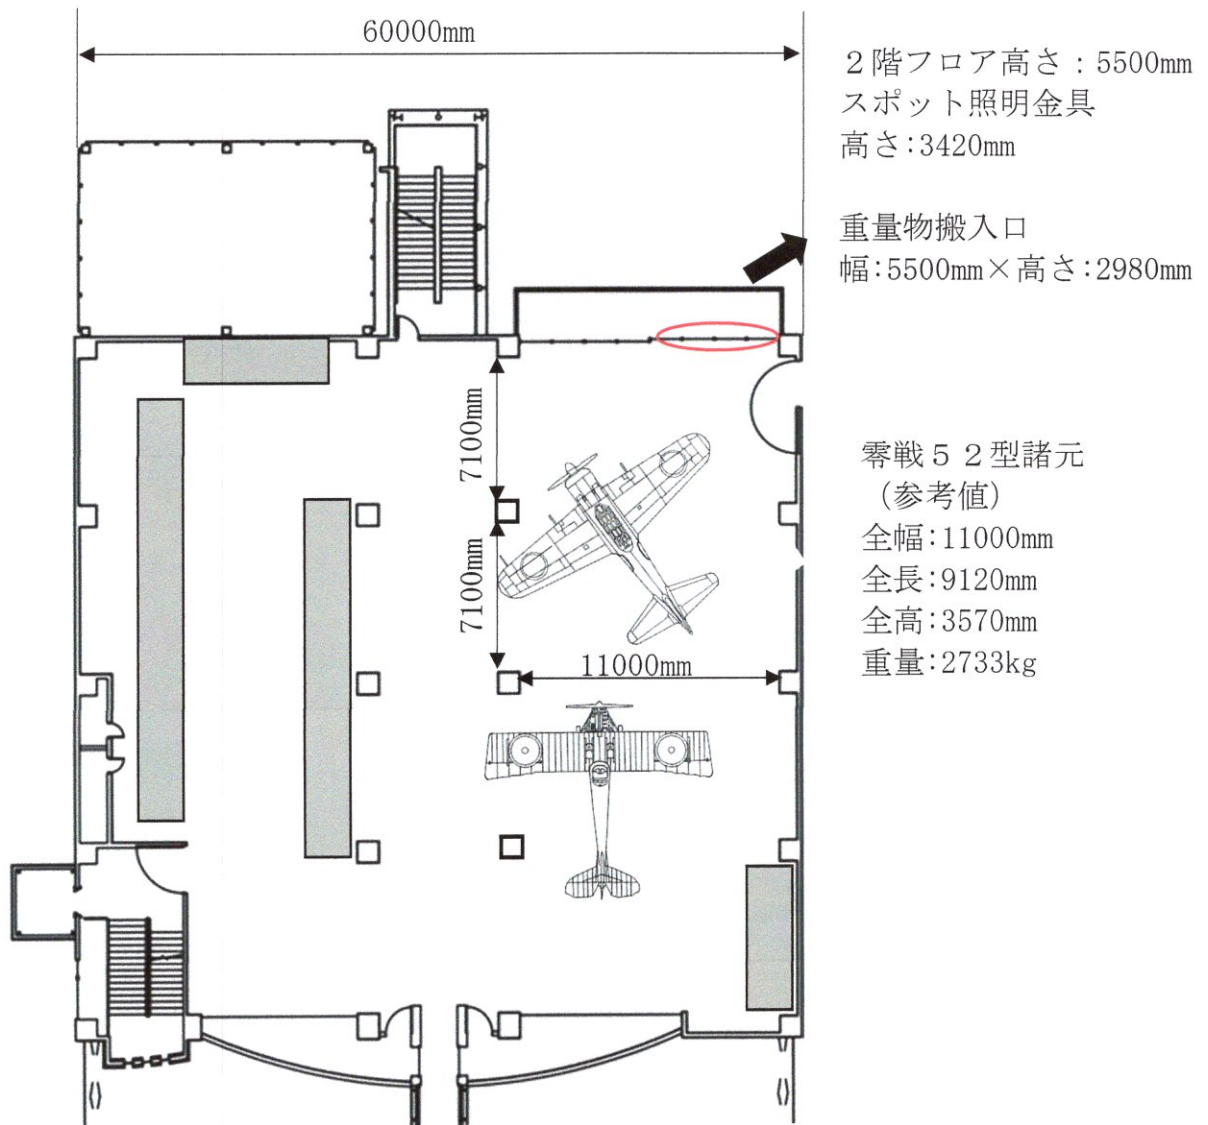 60000mm
２階フロア高さ：5500mm
スポット照明金具
高さ：3420mm
重量物搬入口
幅：5500mm×高さ：2980mm
7100mm
7100mm
11000mm
零戦５２型諸元
（参考値）
全幅：11000mm
全長：9120mm
全高：3570mm
重量：2733kg